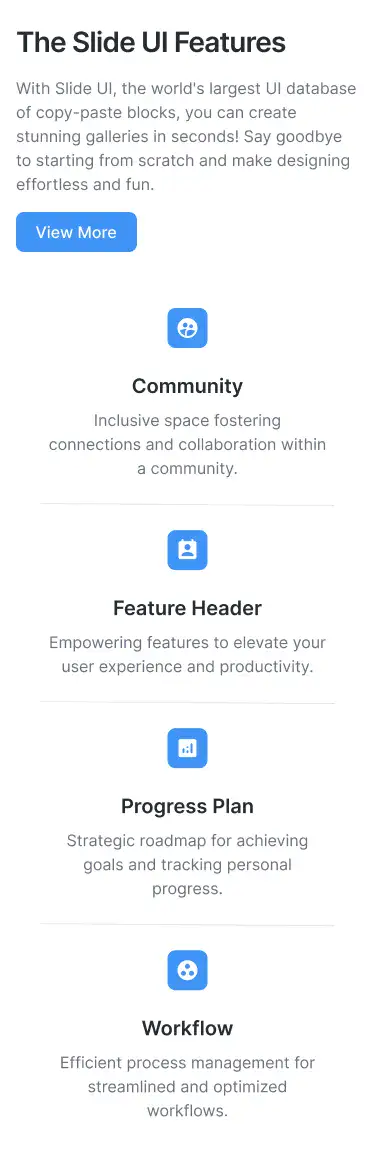 The Slide UI Features
With Slide UI, the world's largest UI database
of copy-paste blocks, you can create
stunning galleries in seconds! Say goodbye
to starting from scratch and make designing
effortless and fun.
View More
Community
Inclusive space fostering
connections and collaboration within
a community.
Feature Header
Empowering features to elevate your
user experience and productivity.
Progress Plan
Strategic roadmap for achieving
goals and tracking personal
progress.
Workflow
Efficient process management for
streamlined and optimized
workflows.